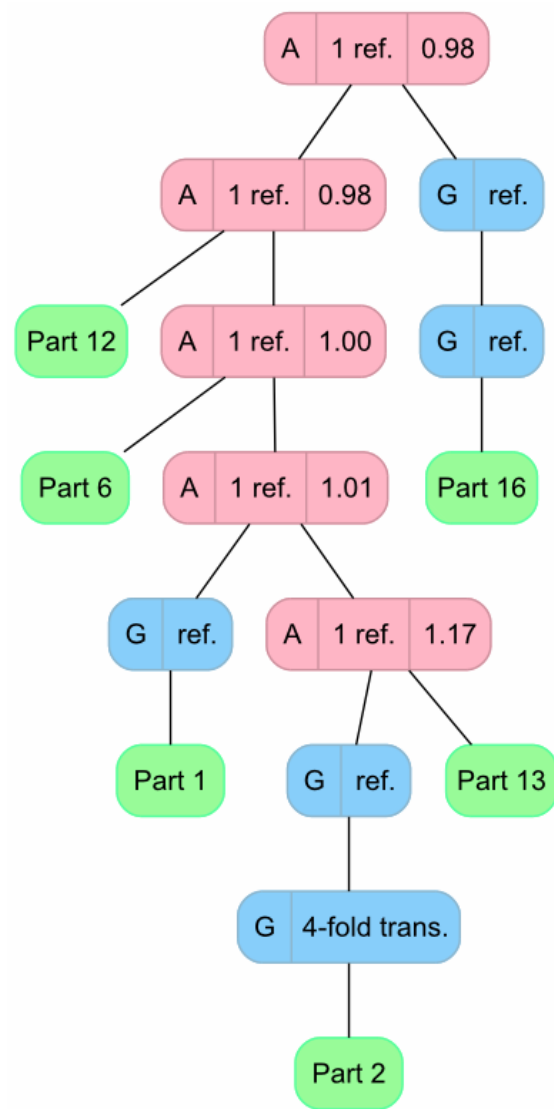 A 1 ref. 0.98
A 1 ref. 0.98 G ref.
Part 12 A 1 ref. 1.00 G ref.
Part 6 A 1 ref. 1.01 Part 16
G ref. A 1 ref. 1.17
Part 1 G ref. Part 13
G 4-fold trans.
Part 2